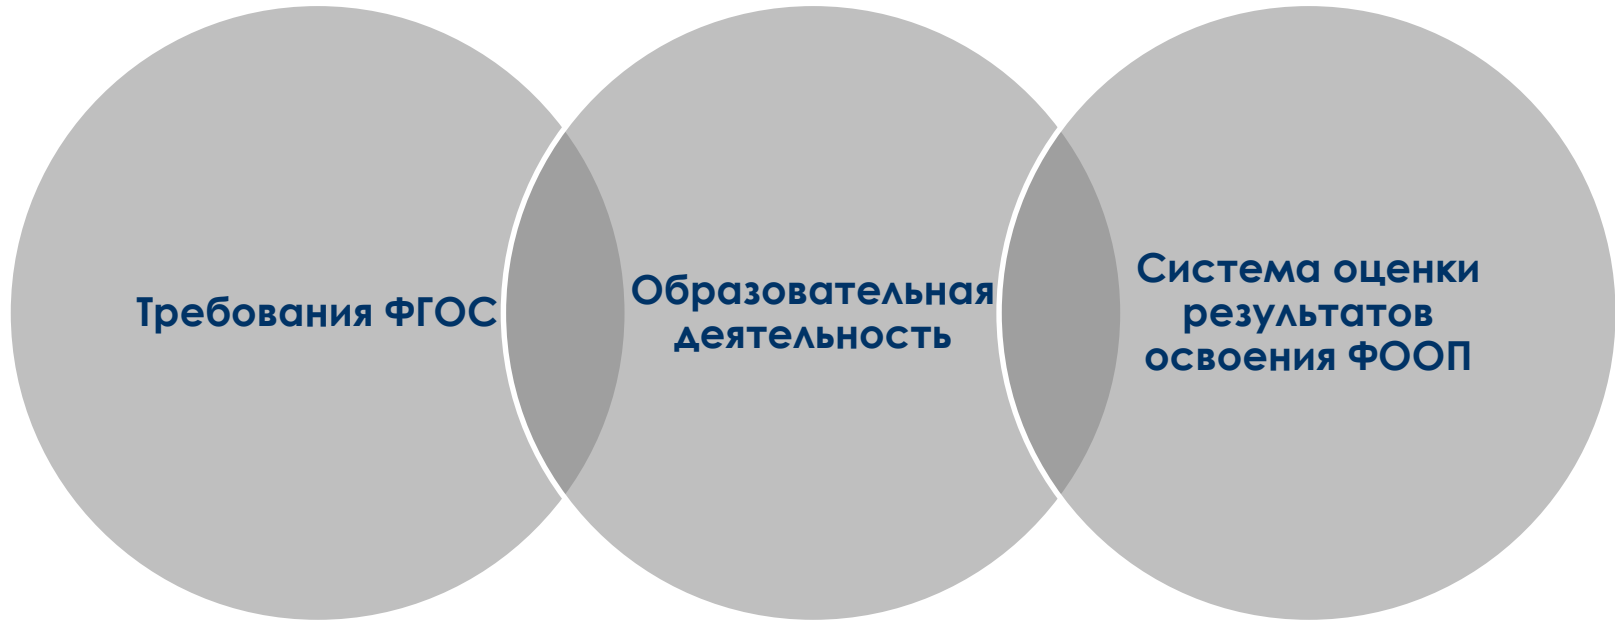 Требования ФГОС
Образовательная
деятельность
Система оценки
результатов
освоения ФООП